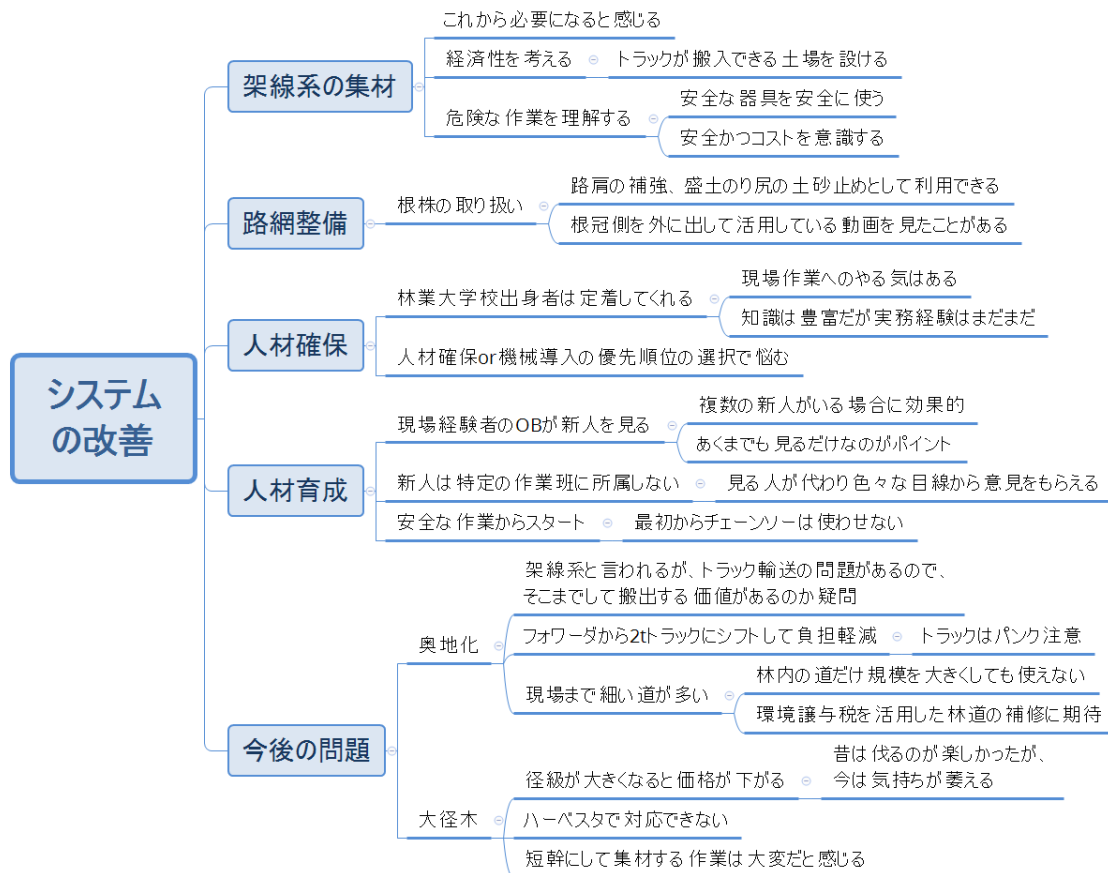 システム
の改善
架線系の集材
これから必要になると感じる
経済性を考える
トラックが搬入できる土場を設ける
危険な作業を理解する
安全な器具を安全に使う
安全かつコストを意識する
路網整備
根株の取り扱い
路肩の補強、盛土のり尻の土砂止めとして利用できる
根冠側を外に出して活用している動画を見たことがある
人材確保
林業大学校出身者は定着してくれる
現場作業へのやる気はある
知識は豊富だが実務経験はまだまだ
人材確保or機械導入の優先順位の選択で悩む
人材育成
現場経験者のOBが新人を見る
複数の新人がいる場合に効果的
あくまでも見るだけなのがポイント
新人は特定の作業班に所属しない
見る人が代わり色々な目線から意見をもらえる
安全な作業からスタート
最初からチェーンソーは使わせない
今後の問題
奥地化
架線系と言われるが、トラック輸送の問題があるので、
そこまでして搬出する価値があるのか疑問
フォワーダから2tトラックにシフトして負担軽減
トラックはパンク注意
現場まで細い道が多い
林内の道だけ規模を大きくしても使えない
環境譲与税を活用した林道の補修に期待
大径木
径級が大きくなると価格が下がる
昔は伐るのが楽しかったが、
今は気持ちが萎える
ハーベスタで対応できない
短幹にして集材する作業は大変だと感じる